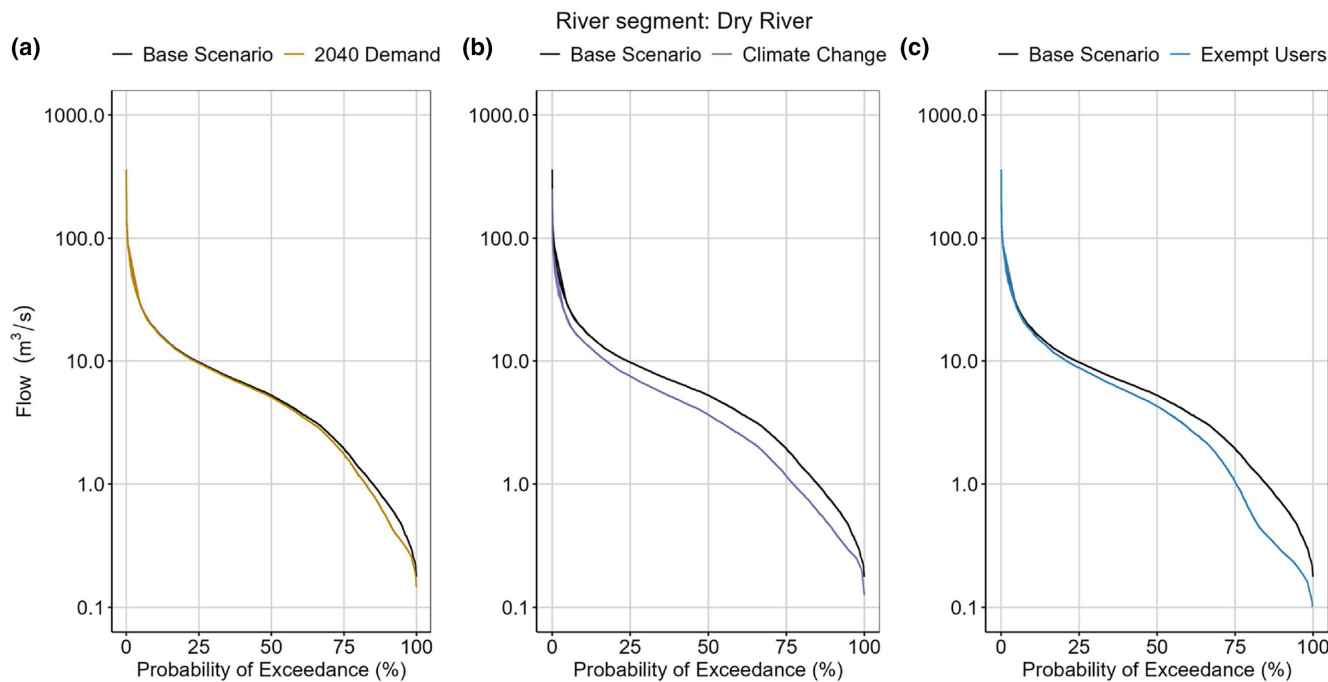 River segment: Dry River
(a)
Base Scenario
2040 Demand
(b)
Base Scenario
Climate Change
(c)
Base Scenario
Exempt Users
Flow (m³/s)
1000.0
100.0
10.0
1.0
0.1
0
25
50
75
100
Probability of Exceedance (%)
1000.0
100.0
10.0
1.0
0.1
0
25
50
75
100
Probability of Exceedance (%)
1000.0
100.0
10.0
1.0
0.1
0
25
50
75
100
Probability of Exceedance (%)